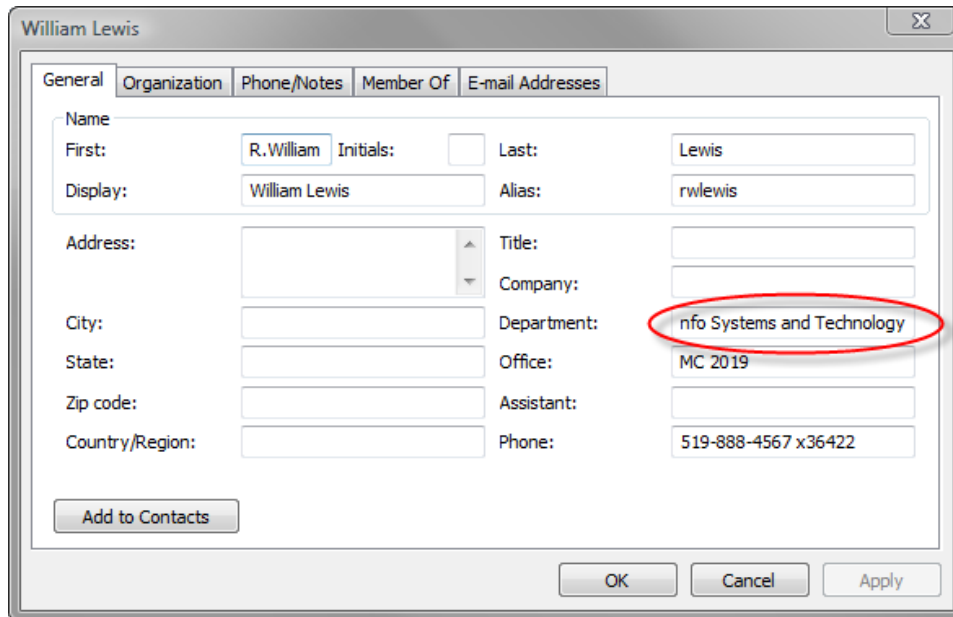 William Lewis
General Organization Phone/Notes Member Of E-mail Addresses
Name
First: R.William Initials: Last: Lewis
Display: William Lewis Alias: rwlewis
Address: Title:
Company:
City: Department: nfo Systems and Technology
State: Office: MC 2019
Zip code: Assistant:
Country/Region: Phone: 519-888-4567 x36422
Add to Contacts
OK Cancel Apply